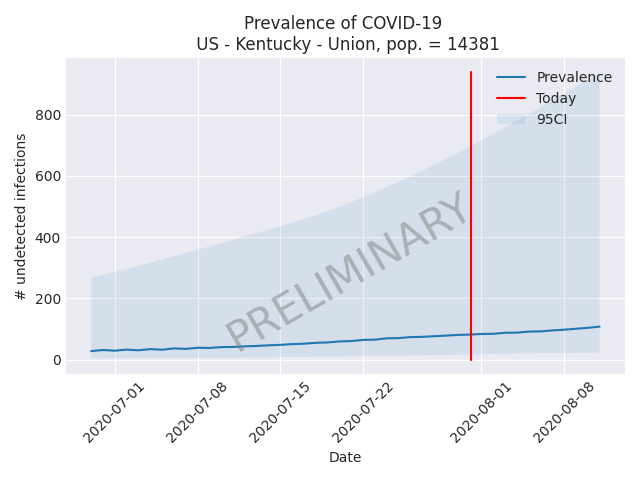 Prevalence of COVID-19
US - Kentucky - Union, pop. = 14381
Prevalence
Today
95CI
# undetected infections
800
600
400
200
0
PRELIMINARY
2020-07-01
2020-07-08
2020-07-15
2020-07-22
2020-08-01
2020-08-08
Date